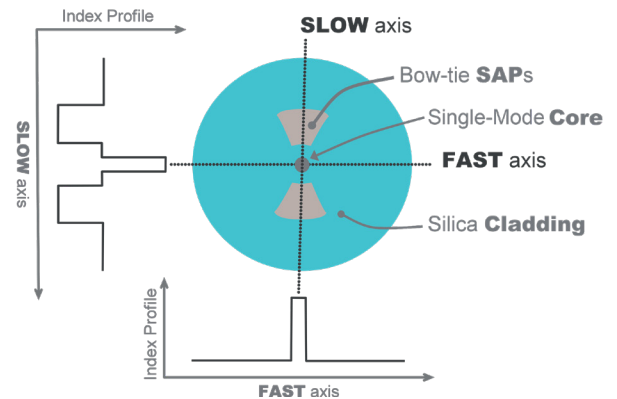 Index Profile
SLOW axis
Bow-tie SAPs
Single-Mode Core
SLOW axis
FAST axis
Silica Cladding
Index Profile
FAST axis